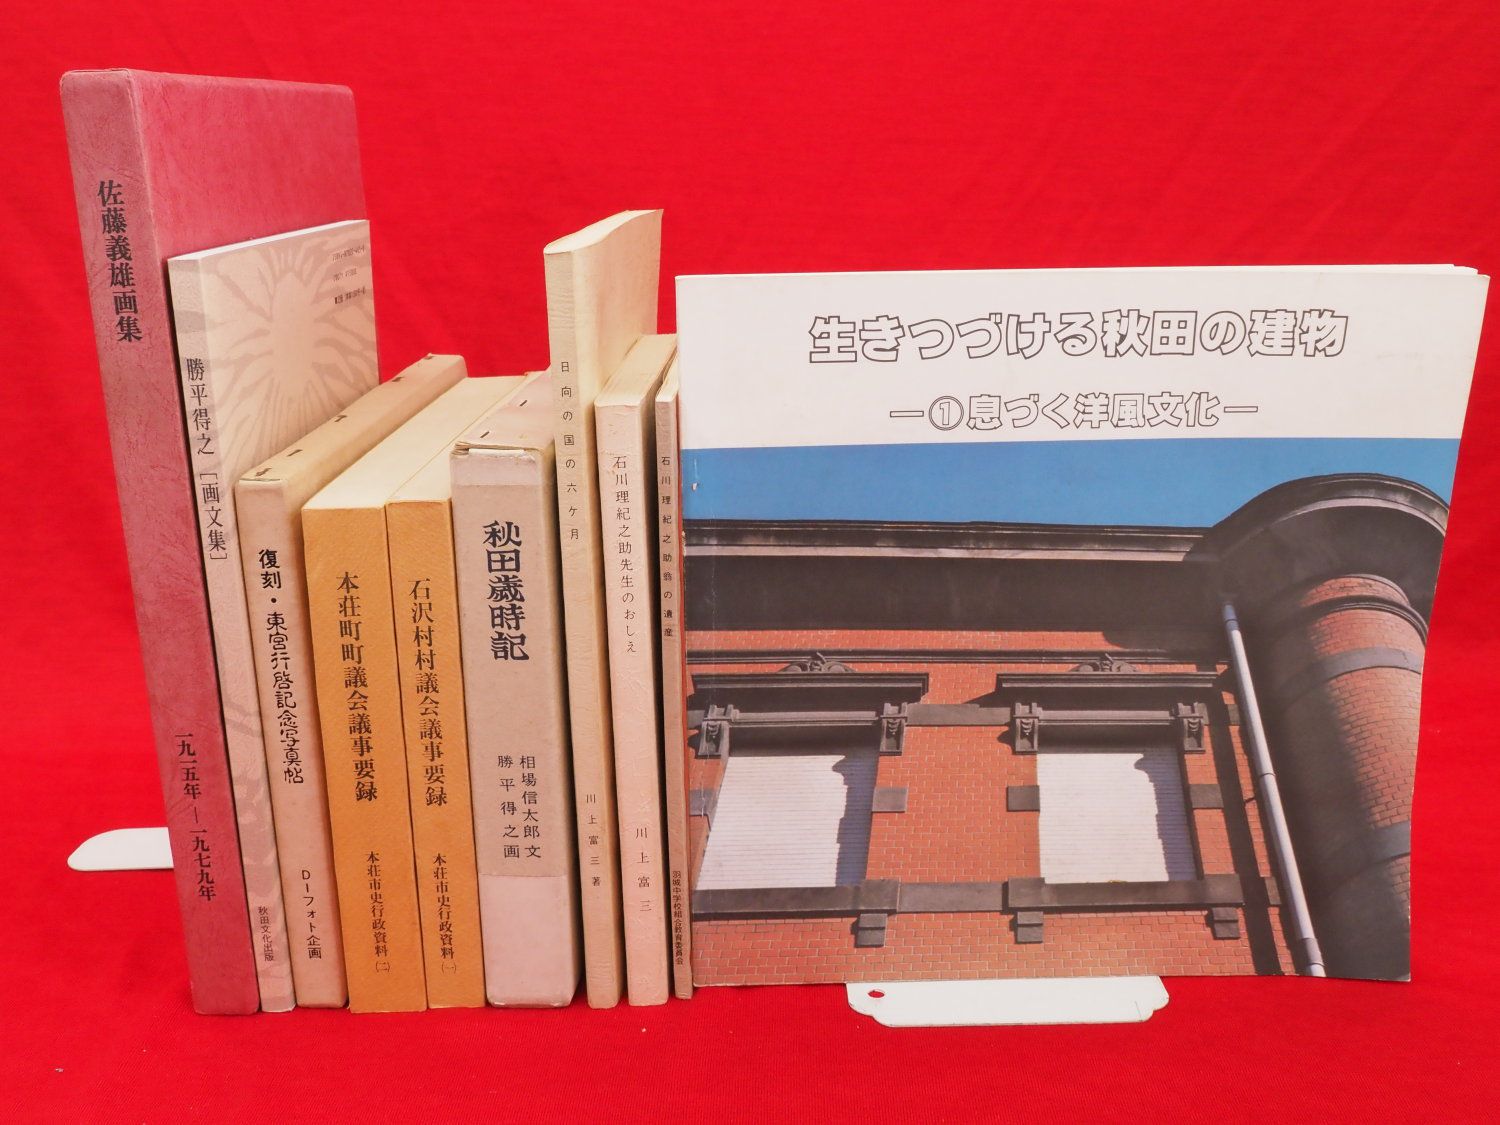 佐藤義雄画集
一九一五年―一九七九年
勝平得之［画文集］
秋田文化出版
復刻・東宮行啓記念写真帖
D－フォト企画
本荘町町議会議事要録
本荘市史行政資料（二）
石沢村村議会議事要録
本荘市史行政資料（一）
秋田歳時記
相場信太郎文
勝平得之画
日向の国の六ケ月
川上富三著
石川理紀之助先生のおしえ
川上富三
石川理紀之助翁の遺産
羽城中学校組合教育委員会
生きつづける秋田の建物
―①息づく洋風文化―